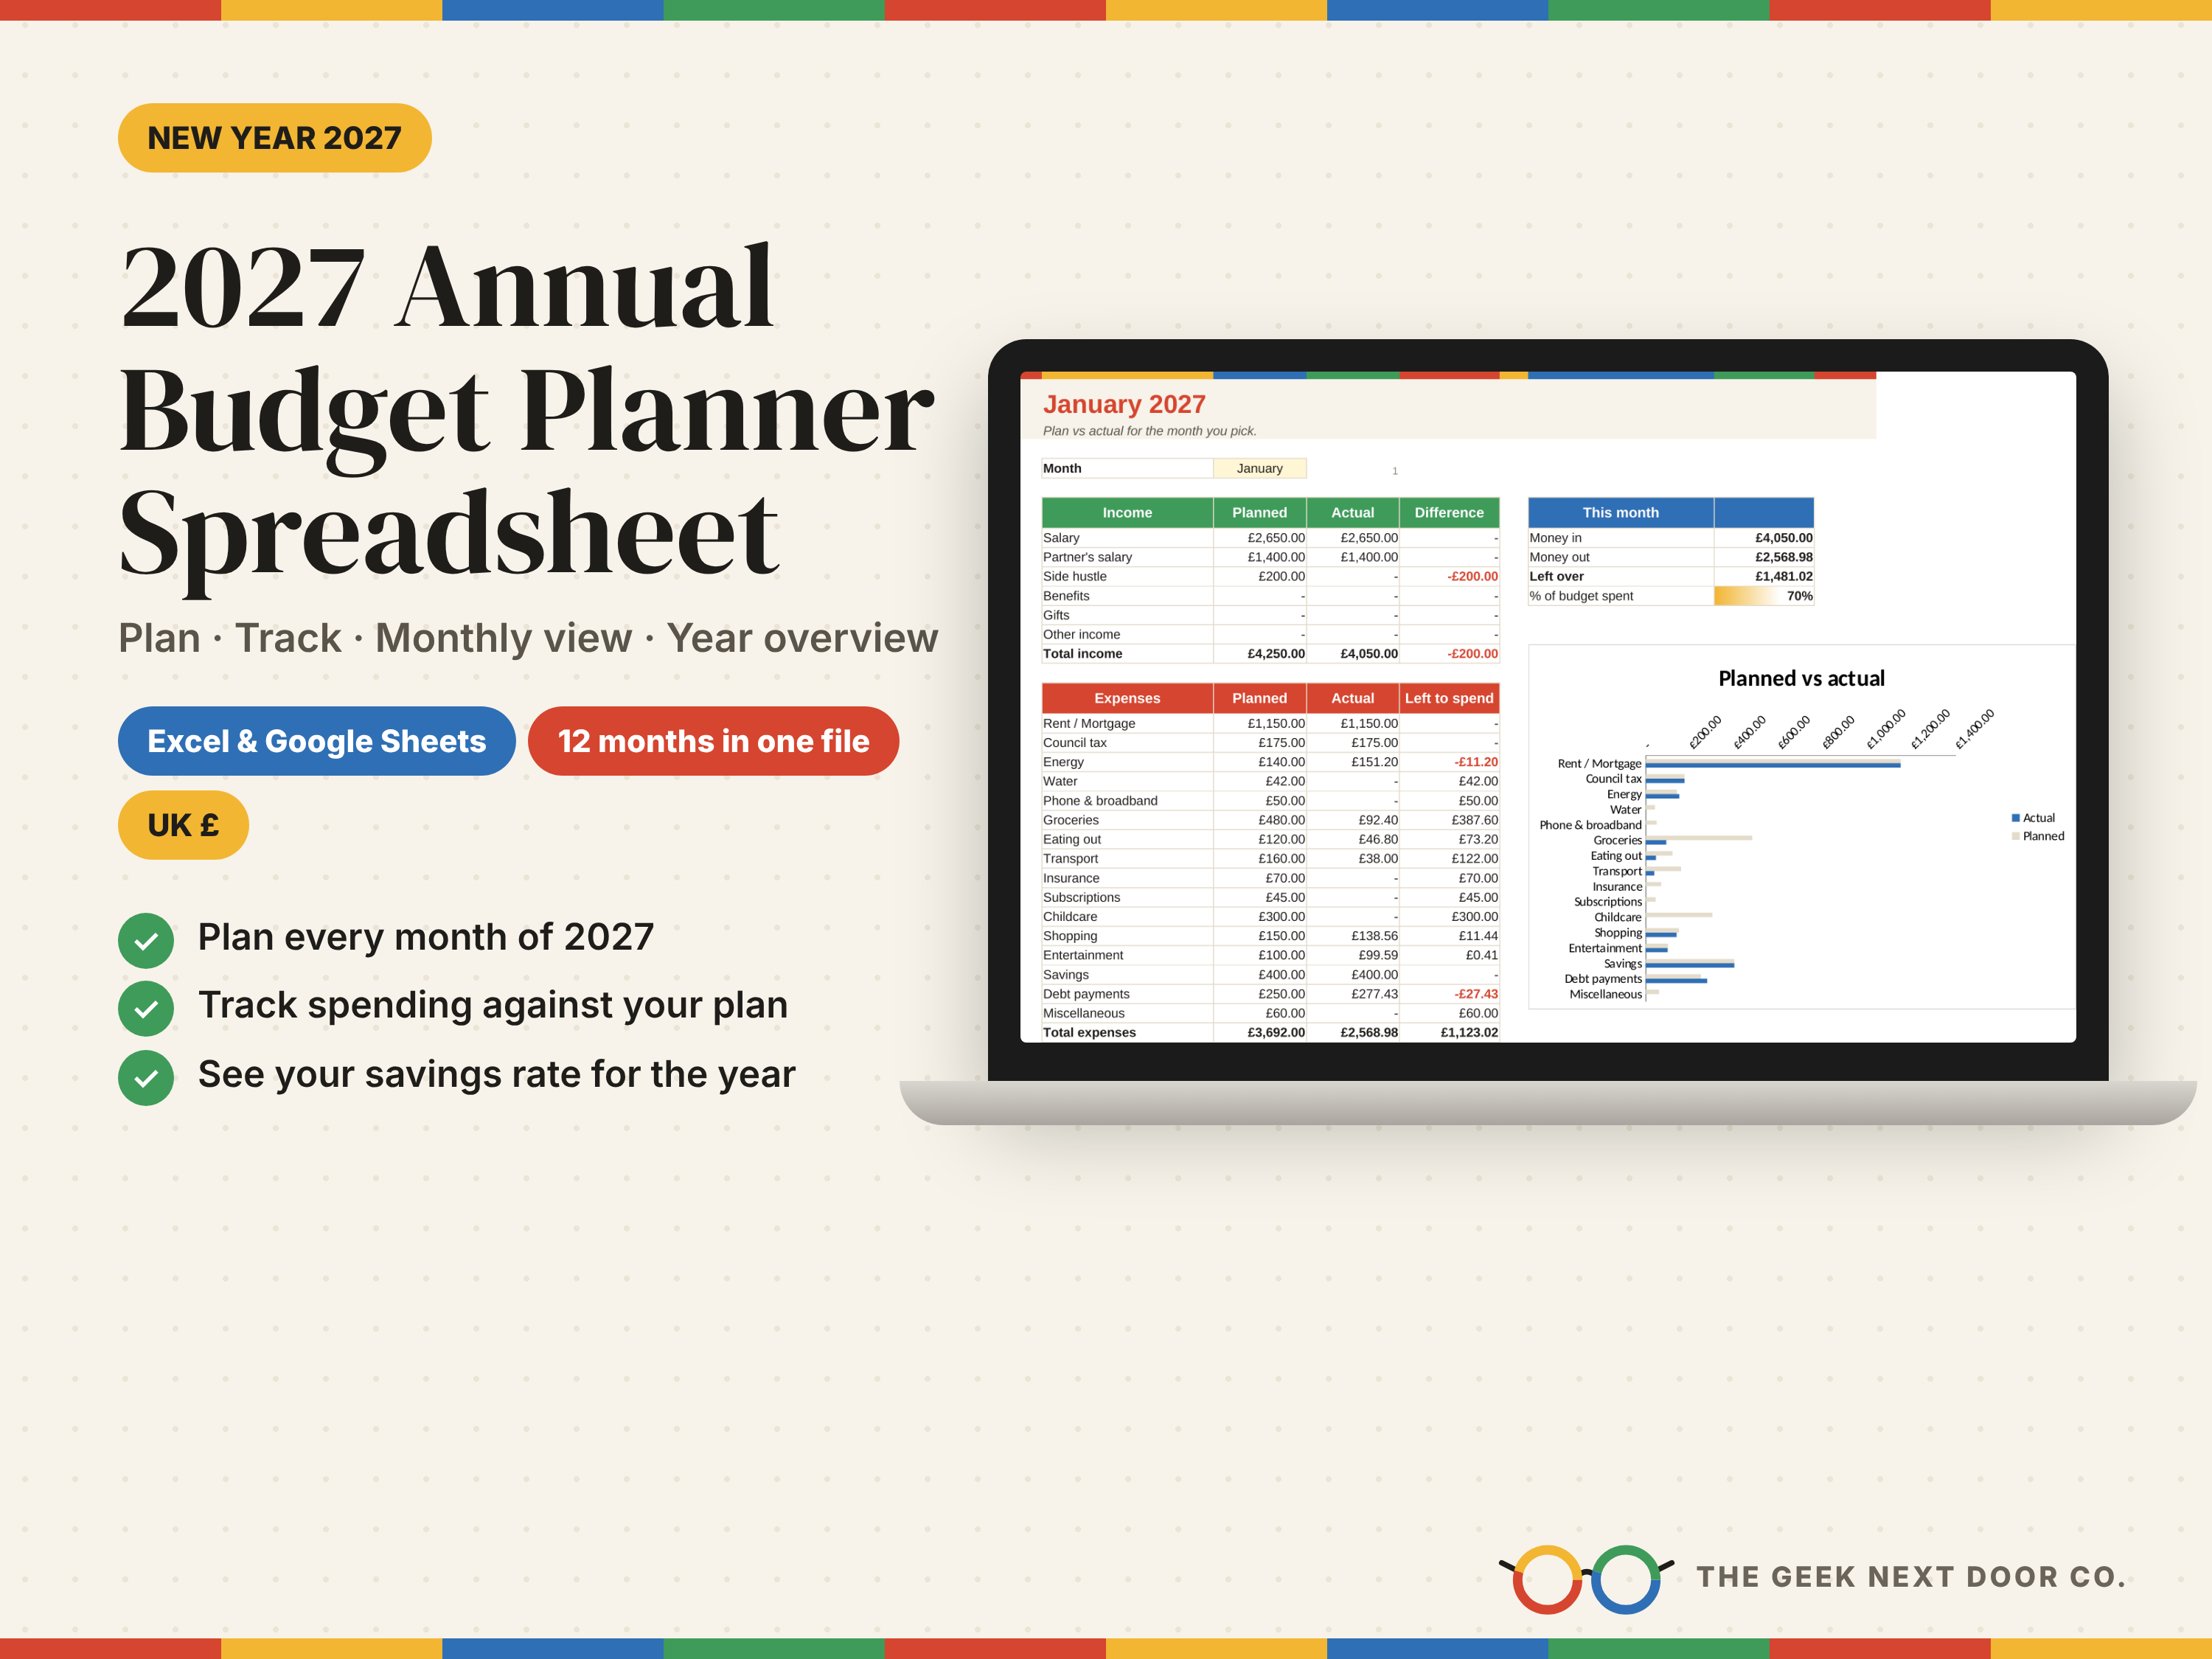 NEW YEAR 2027
2027 Annual
Budget Planner
Spreadsheet
Plan · Track · Monthly view · Year overview
Excel & Google Sheets
12 months in one file
UK £
Plan every month of 2027
Track spending against your plan
See your savings rate for the year
January 2027
Plan vs actual for the month you pick.
Month January 1
Income Planned Actual Difference
Salary £2,650.00 £2,650.00 -
Partner's salary £1,400.00 £1,400.00 -
Side hustle £200.00 - -£200.00
Benefits - - -
Gifts - - -
Other income - - -
Total income £4,250.00 £4,050.00 -£200.00
This month
Money in £4,050.00
Money out £2,568.98
Left over £1,481.02
% of budget spent 70%
Expenses Planned Actual Left to spend
Rent / Mortgage £1,150.00 £1,150.00 -
Council tax £175.00 £175.00 -
Energy £140.00 £151.20 -£11.20
Water £42.00 - £42.00
Phone & broadband £50.00 - £50.00
Groceries £480.00 £92.40 £387.60
Eating out £120.00 £46.80 £73.20
Transport £160.00 £38.00 £122.00
Insurance £70.00 - £70.00
Subscriptions £45.00 - £45.00
Childcare £300.00 - £300.00
Shopping £150.00 £138.56 £11.44
Entertainment £100.00 £99.59 £0.41
Savings £400.00 £400.00 -
Debt payments £250.00 £277.43 -£27.43
Miscellaneous £60.00 - £60.00
Total expenses £3,692.00 £2,568.98 £1,123.02
Planned vs actual
- £200.00 £400.00 £600.00 £800.00 £1,000.00 £1,200.00 £1,400.00
Rent / Mortgage
Council tax
Energy
Water
Phone & broadband
Groceries
Eating out
Transport
Insurance
Subscriptions
Childcare
Shopping
Entertainment
Savings
Debt payments
Miscellaneous
Actual
Planned
THE GEEK NEXT DOOR CO.